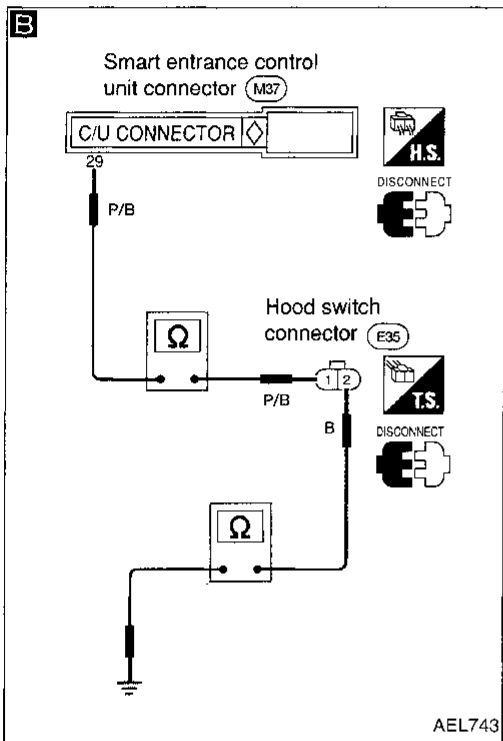 B
Smart entrance control
unit connector M37
C/U CONNECTOR
H.S.
29
DISCONNECT
P/B
Hood switch
connector E35
Ω
1 2
P/B
T.S.
B
DISCONNECT
Ω
AEL743